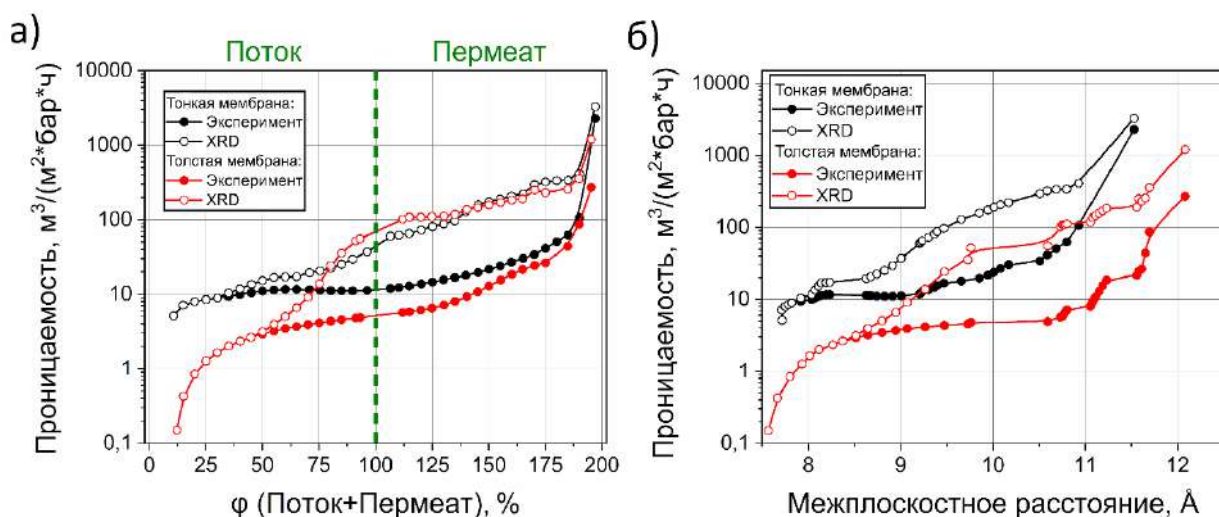 а)
Поток
Пермеат
Проницаемость, м³/(м²*бар*ч)
10000
1000
100
10
1
0,1
Тонкая мембрана:
Эксперимент
XRD
Толстая мембрана:
Эксперимент
XRD
0 25 50 75 100 125 150 175 200
φ (Поток+Пермеат), %
б)
Проницаемость, м³/(м²*бар*ч)
10000
1000
100
10
1
0,1
Тонкая мембрана:
Эксперимент
XRD
Толстая мембрана:
Эксперимент
XRD
8 9 10 11 12
Межплоскостное расстояние, Å